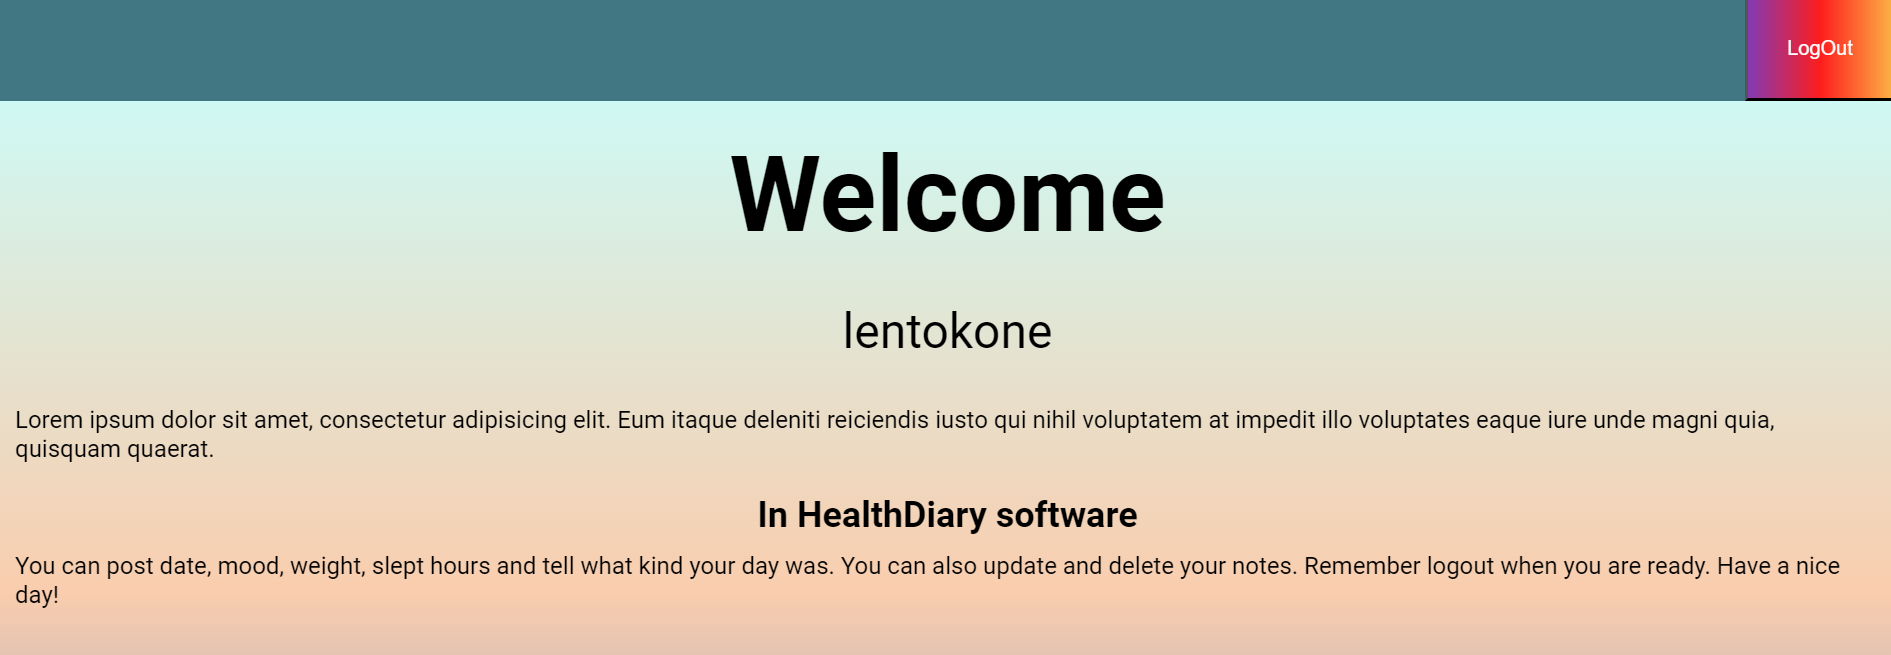 LogOut
Welcome
lentokone
Lorem ipsum dolor sit amet, consectetur adipisicing elit. Eum itaque deleniti reiciendis iusto qui nihil voluptatem at impedit illo voluptates eaque iure unde magni quia,
quisquam quaerat.
In HealthDiary software
You can post date, mood, weight, slept hours and tell what kind your day was. You can also update and delete your notes. Remember logout when you are ready. Have a nice
day!